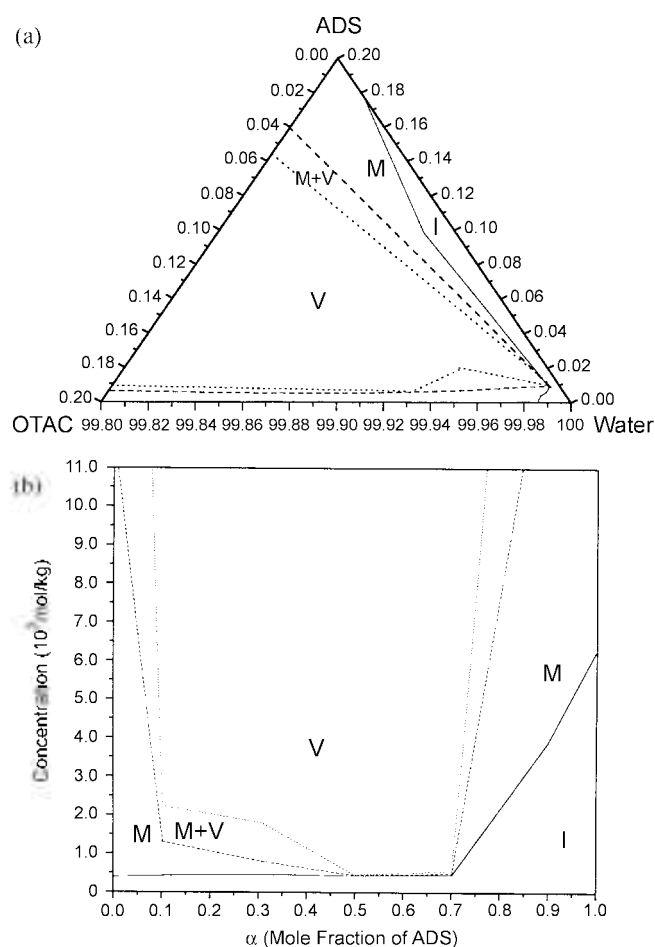 (a)
ADS
0.00 0.20
0.02 0.18
0.04 0.16
0.06 0.14
M
M+V
0.08 0.12
0.10 I 0.10
0.12 0.08
V
0.14 0.06
0.16 0.04
0.18 0.02
0.20 0.00
OTAC 99.80 99.82 99.84 99.86 99.88 99.90 99.92 99.94 99.96 99.98 100 Water
(b)
11.0
10.0
9.0
8.0
7.0
6.0
5.0
4.0
3.0
2.0
1.0
0
Concentration (10³/mol/kg)
M
V
M M+V
I
0.0 0.1 0.2 0.3 0.4 0.5 0.6 0.7 0.8 0.9 1.0
α (Mole Fraction of ADS)